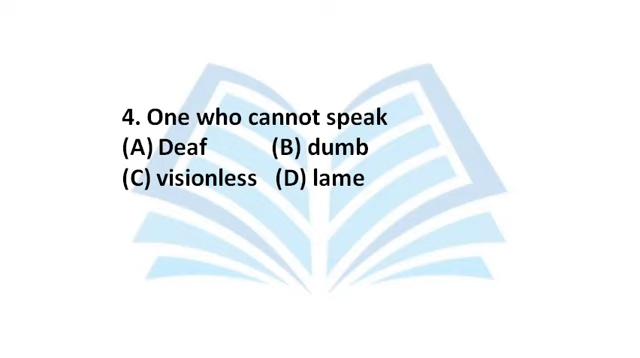 4. One who cannot speak
(A) Deaf (B) dumb
(C) visionless (D) lame